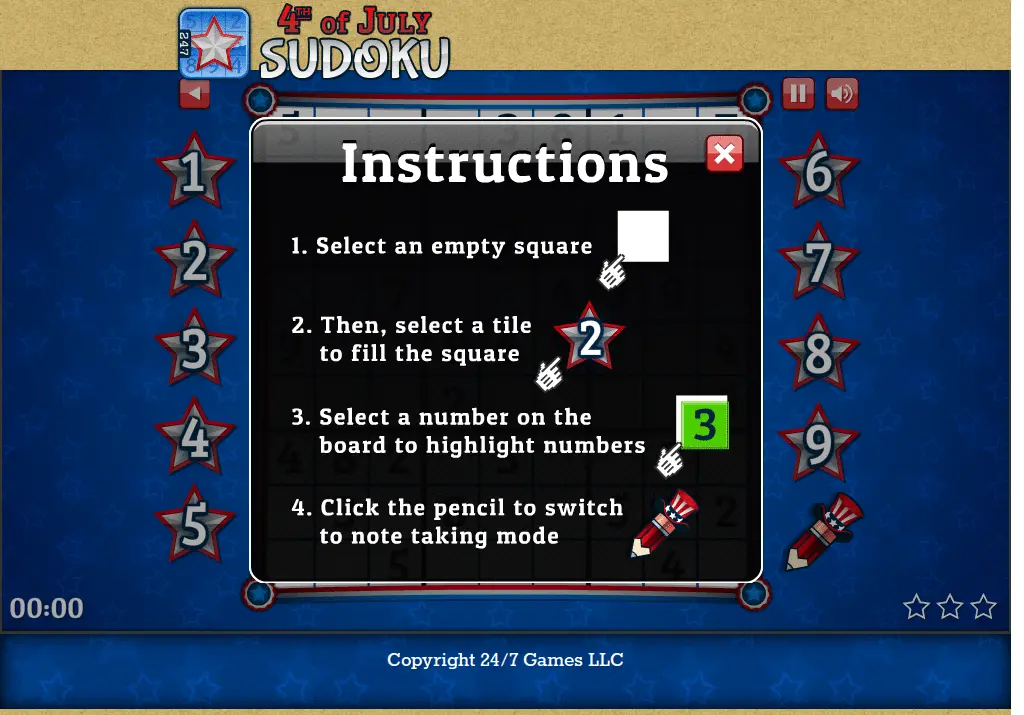 4TH of JULY
SUDOKU
247
Instructions
1. Select an empty square
2. Then, select a tile
to fill the square
2
3. Select a number on the
board to highlight numbers
3
4. Click the pencil to switch
to note taking mode
1
2
3
4
5
6
7
8
9
00:00
Copyright 24/7 Games LLC